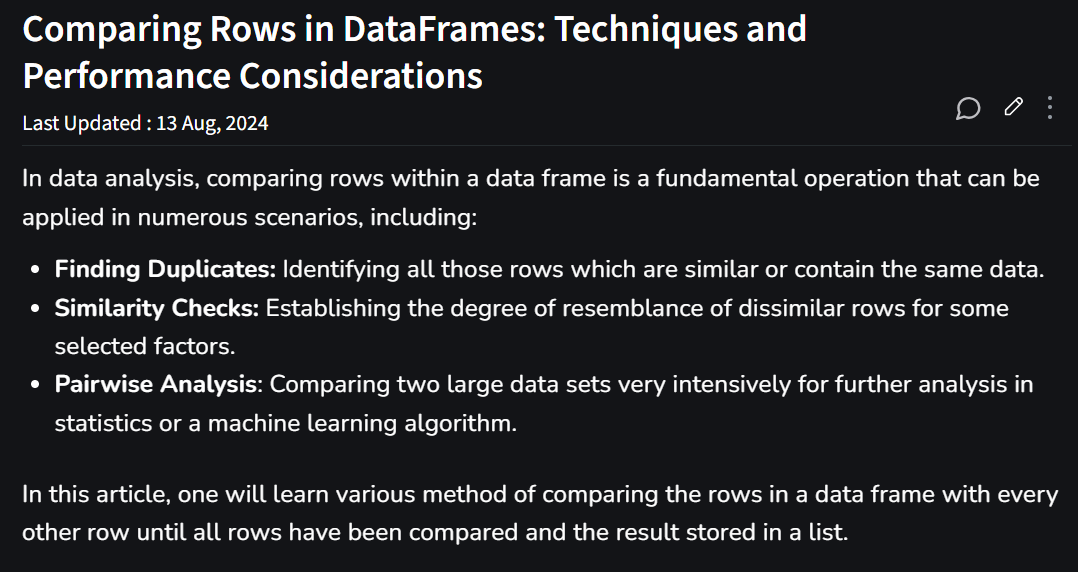 Comparing Rows in DataFrames: Techniques and
Performance Considerations
Last Updated : 13 Aug, 2024
In data analysis, comparing rows within a data frame is a fundamental operation that can be
applied in numerous scenarios, including:
• Finding Duplicates: Identifying all those rows which are similar or contain the same data.
• Similarity Checks: Establishing the degree of resemblance of dissimilar rows for some
selected factors.
• Pairwise Analysis: Comparing two large data sets very intensively for further analysis in
statistics or a machine learning algorithm.
In this article, one will learn various method of comparing the rows in a data frame with every
other row until all rows have been compared and the result stored in a list.